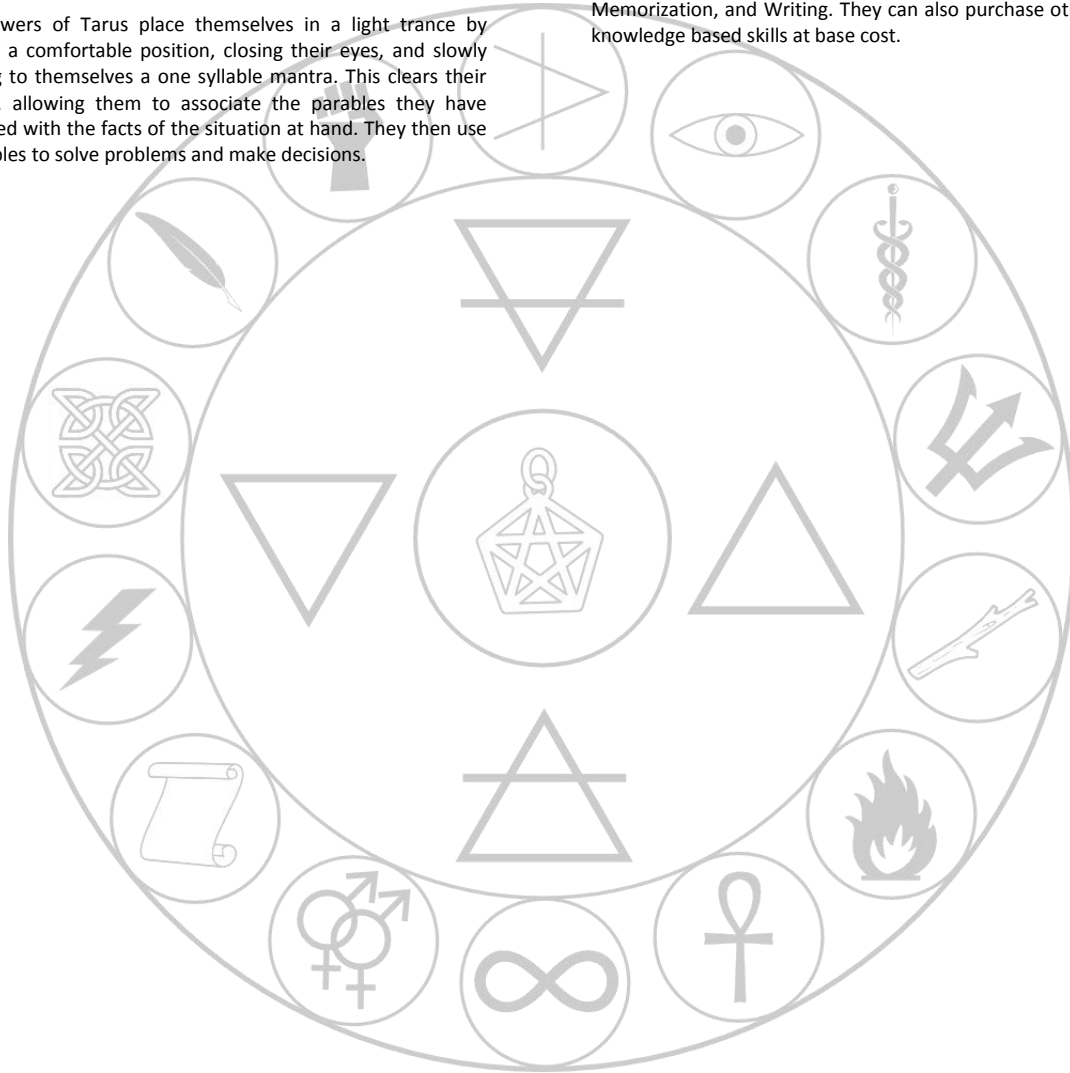 wers of Tarus place themselves in a light trance by
a comfortable position, closing their eyes, and slowly
g to themselves a one syllable mantra. This clears their
allowing them to associate the parables they have
ed with the facts of the situation at hand. They then use
bles to solve problems and make decisions.
Memorization, and Writing. They can also purchase ot
knowledge based skills at base cost.